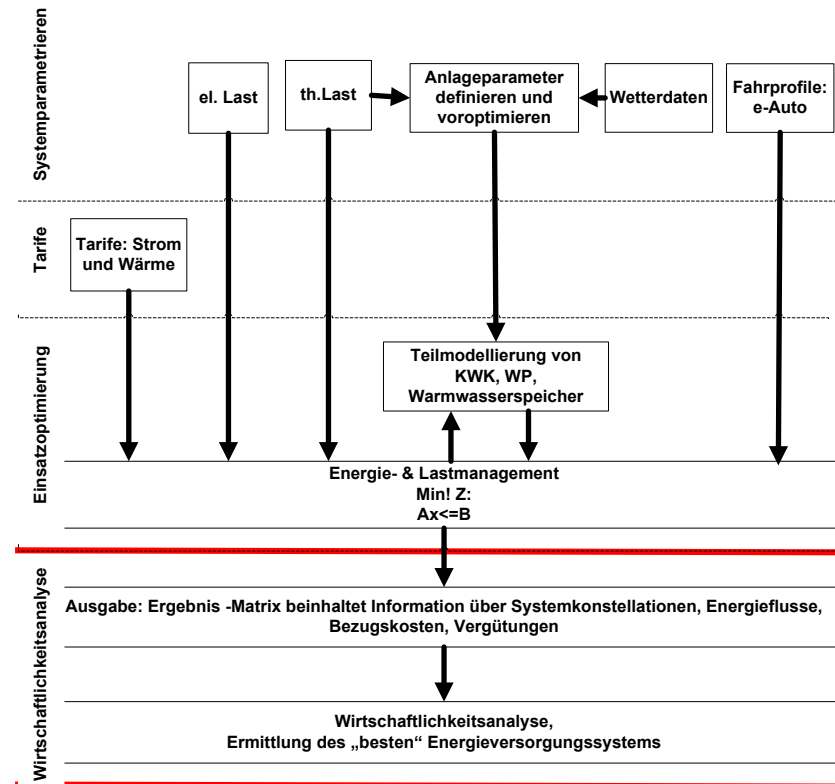 Systemparametrieren
el. Last
th.Last
Anlageparameter
definieren und
voroptimieren
Wetterdaten
Fahrprofile:
e-Auto
Tarife
Tarife: Strom
und Wärme
Einsatzoptimierung
Teilmodellierung von
KWK, WP,
Warmwasserspeicher
Energie- & Lastmanagement
Min! Z:
Ax<=B
Wirtschaftlichkeitsanalyse
Ausgabe: Ergebnis -Matrix beinhaltet Information über Systemkonstellationen, Energieflusse,
Bezugskosten, Vergütungen
Wirtschaftlichkeitsanalyse,
Ermittlung des „besten“ Energieversorgungssystems